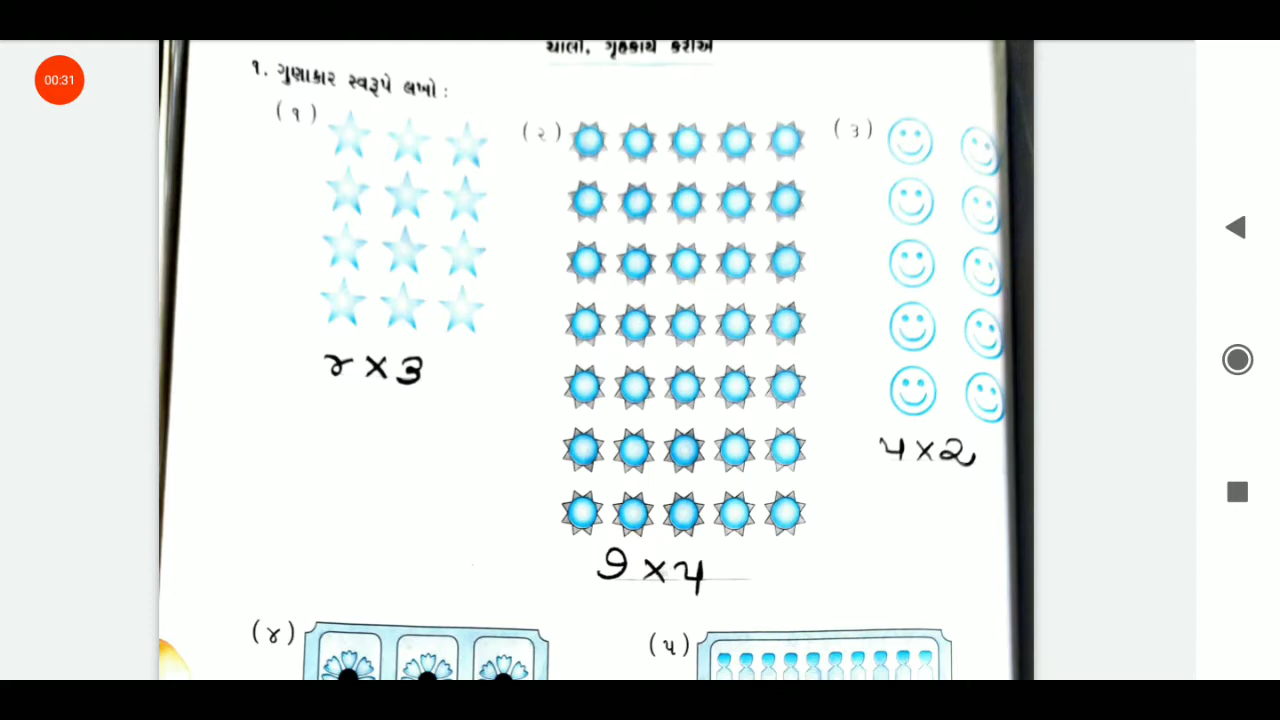 00:31
ચાલો, ગૃહકાર્ય કરીએ
૧. ગુણાકાર સ્વરૂપે લખો :
(૧)
૪ × ૩
(૨)
૭ × ૫
(૩)
૫ × ૨
(૪)
(૫)